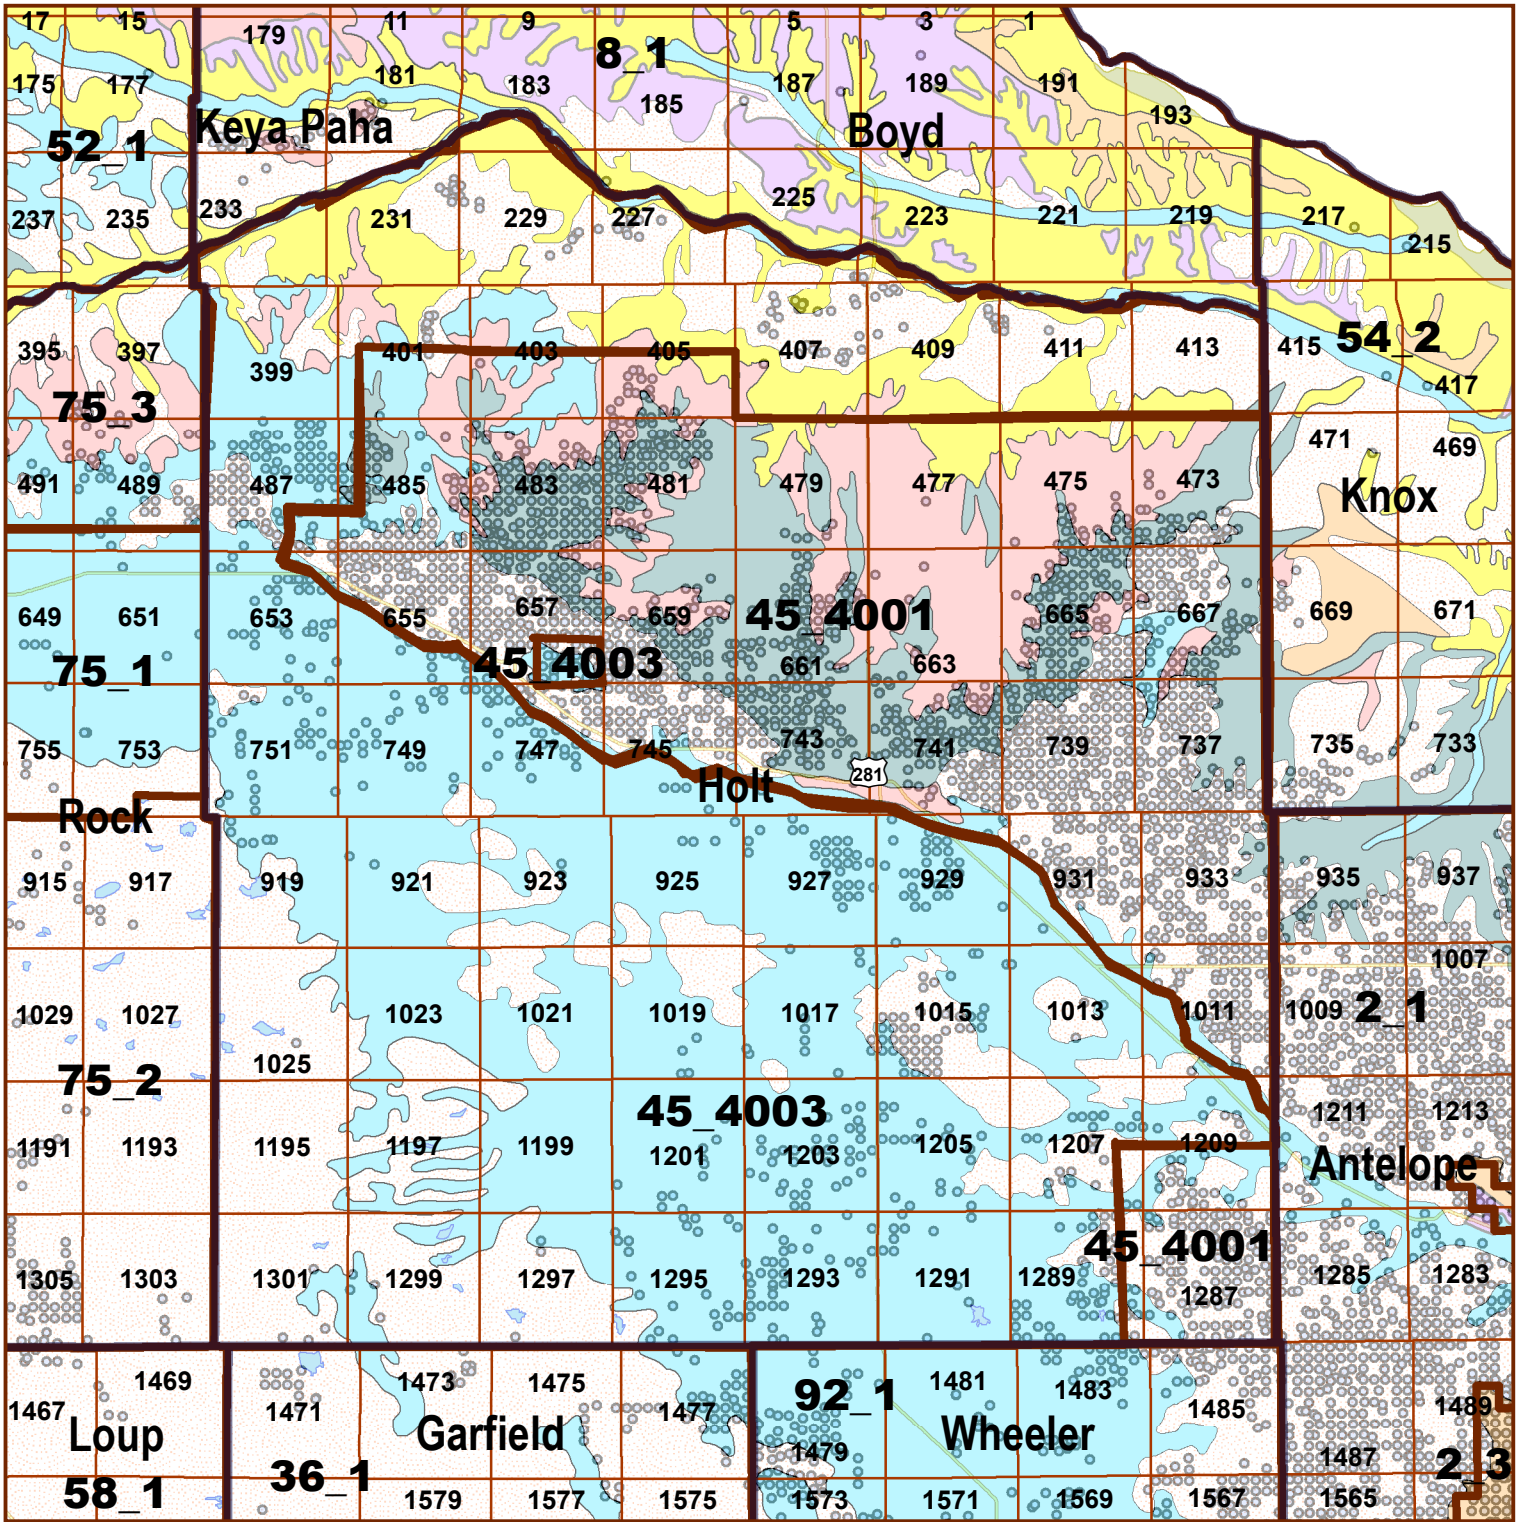 17 15 11 9 5 3 1
179 8_1
175 177 181 183 185 187 189 191 193
52_1 Keya Paha Boyd
237 235 233 231 229 227 225 223 221 219 217 215
395 397 399 401 403 405 407 409 411 413 415 54_2
75_3 417
491 489 487 485 483 481 479 477 475 473 471 469
Knox
649 651 653 655 657 659 45_4001 665 667 669 671
75_1 45_4003 661 663
755 753 751 749 747 745 743 741 739 737 735 733
Rock Holt 281
915 917 919 921 923 925 927 929 931 933 935 937
1007
1029 1027 1025 1023 1021 1019 1017 1015 1013 1011 1009 2_1
75_2 45_4003
1211 1213
1191 1193 1195 1197 1199 1201 1203 1205 1207 1209 Antelope
45_4001
1305 1303 1301 1299 1297 1295 1293 1291 1289 1287 1285 1283
1467 1469 1471 1473 1475 1477 92_1 1481 1483 1485 1489
Loup Garfield 1479 Wheeler 1487
58_1 36_1 2_3
1579 1577 1575 1573 1571 1569 1567 1565